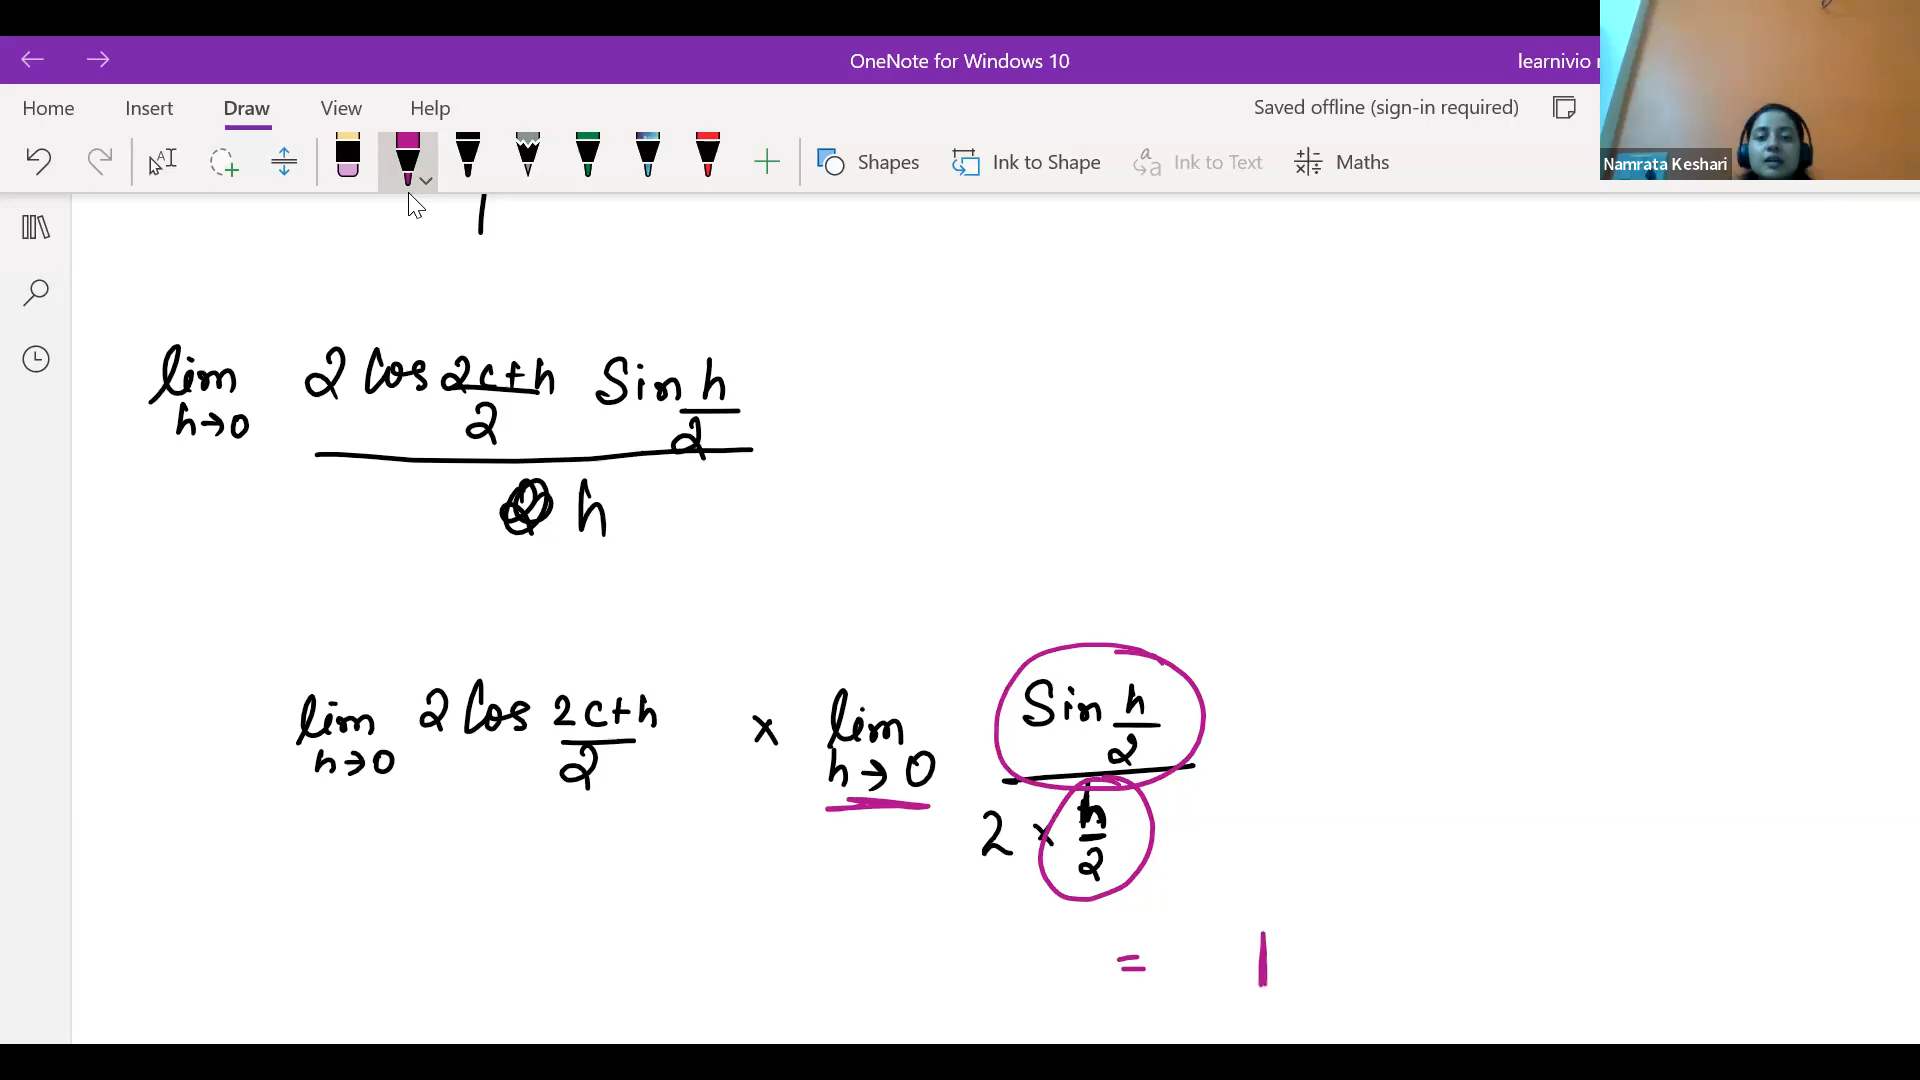 OneNote for Windows 10
learnivio
Home Insert Draw View Help
Saved offline (sign-in required)
Shapes Ink to Shape Ink to Text Maths
Namrata Keshari
lim h→0 2 Cos 2c+h/2 Sin h/2
h
lim h→0 2 Cos 2c+h/2 x lim h→0 Sin h/2
2 x h/2
= 1